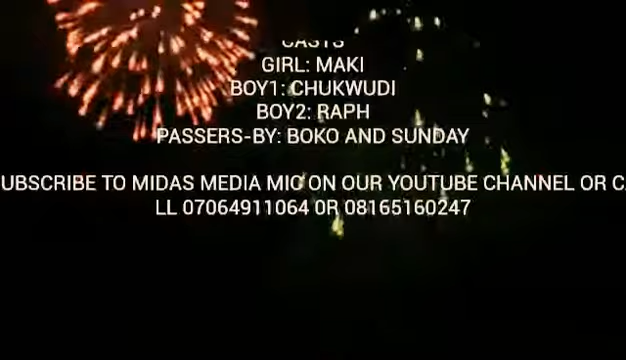 CASTS
GIRL: MAKI
BOY1: CHUKWUDI
BOY2: RAPH
PASSERS-BY: BOKO AND SUNDAY
UBSCRIBE TO MIDAS MEDIA MIC ON OUR YOUTUBE CHANNEL OR CA
LL 07064911064 0R 08165160247